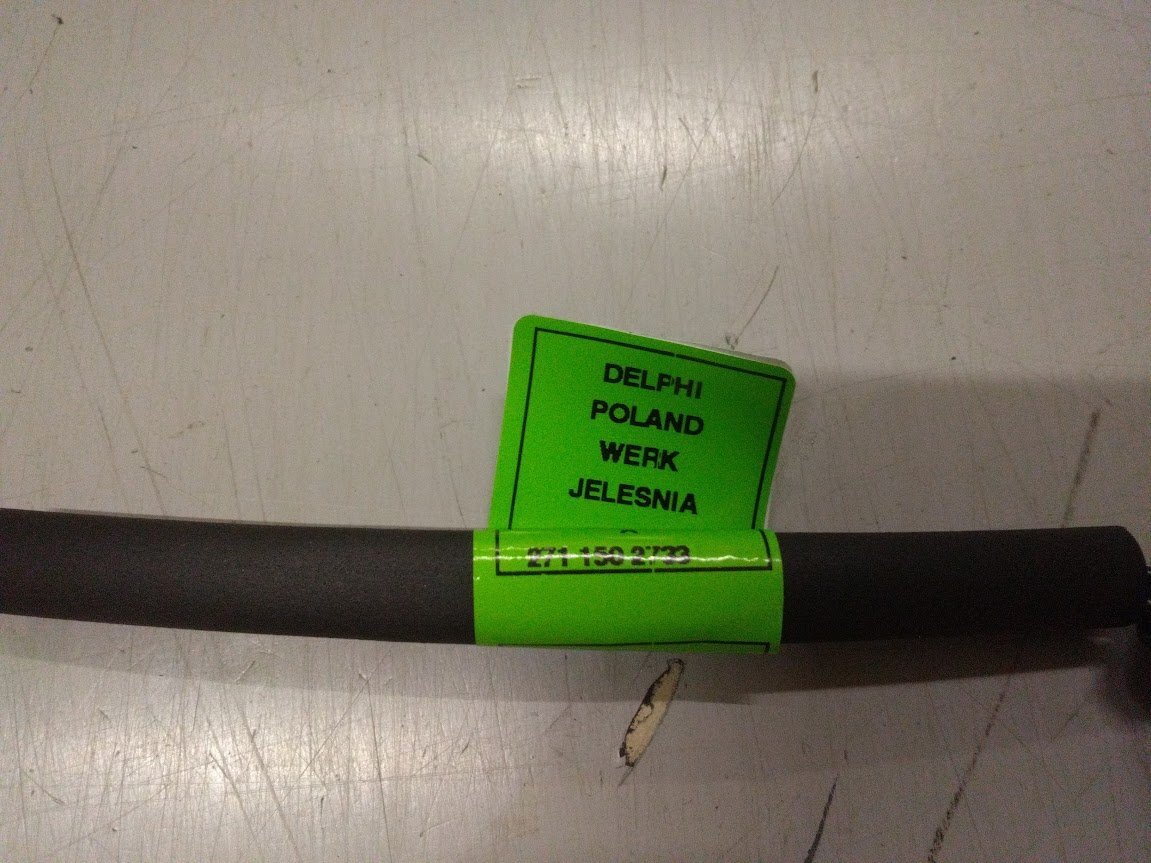 DELPHI
POLAND
WERK
JELESNIA
271 150 2733